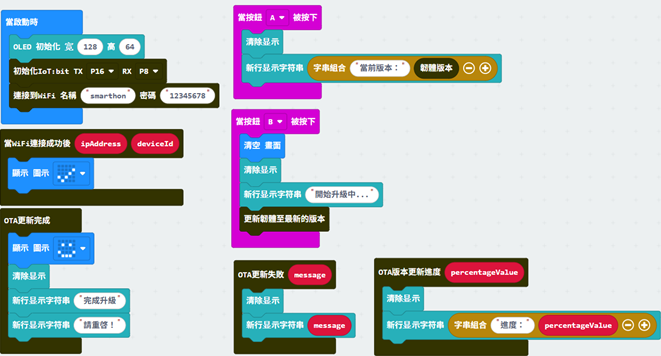 當啟動時
OLED 初始化 宽 128 高 64
初始化IoT:bit TX P16 RX P8
連接到WiFi 名稱 "smarthon" 密碼 "12345678"
當WiFi連接成功後 ipAddress deviceId
顯示 圖示
OTA更新完成
顯示 圖示
清除显示
新行显示字符串 "完成升級"
新行显示字符串 "請重啓！"
當按鈕 A 被按下
清除显示
新行显示字符串 字串組合 "當前版本：" 韌體版本
當按鈕 B 被按下
清空 畫面
清除显示
新行显示字符串 "開始升級中..."
更新韌體至最新的版本
OTA更新失敗 message
清除显示
新行显示字符串 message
OTA版本更新進度 percentageValue
清除显示
新行显示字符串 字串組合 "進度：" percentageValue